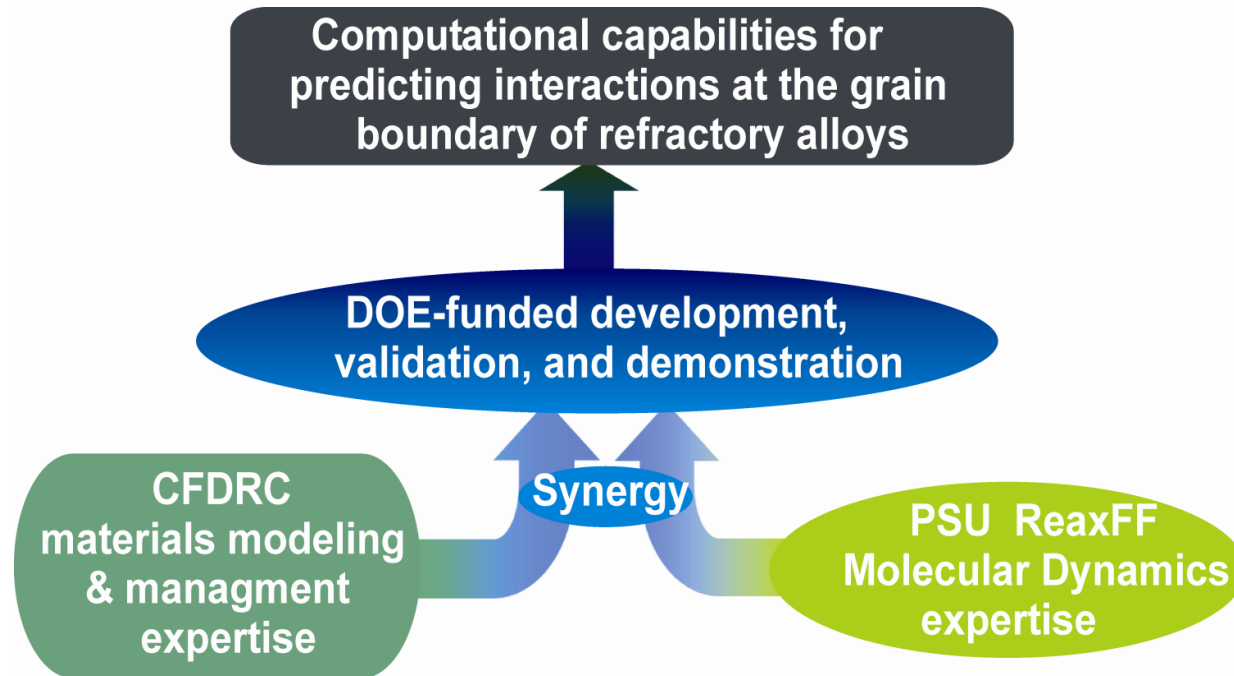 Computational capabilities for
predicting interactions at the grain
boundary of refractory alloys
DOE-funded development,
validation, and demonstration
Synergy
CFDRC
materials modeling
& managment
expertise
PSU ReaxFF
Molecular Dynamics
expertise